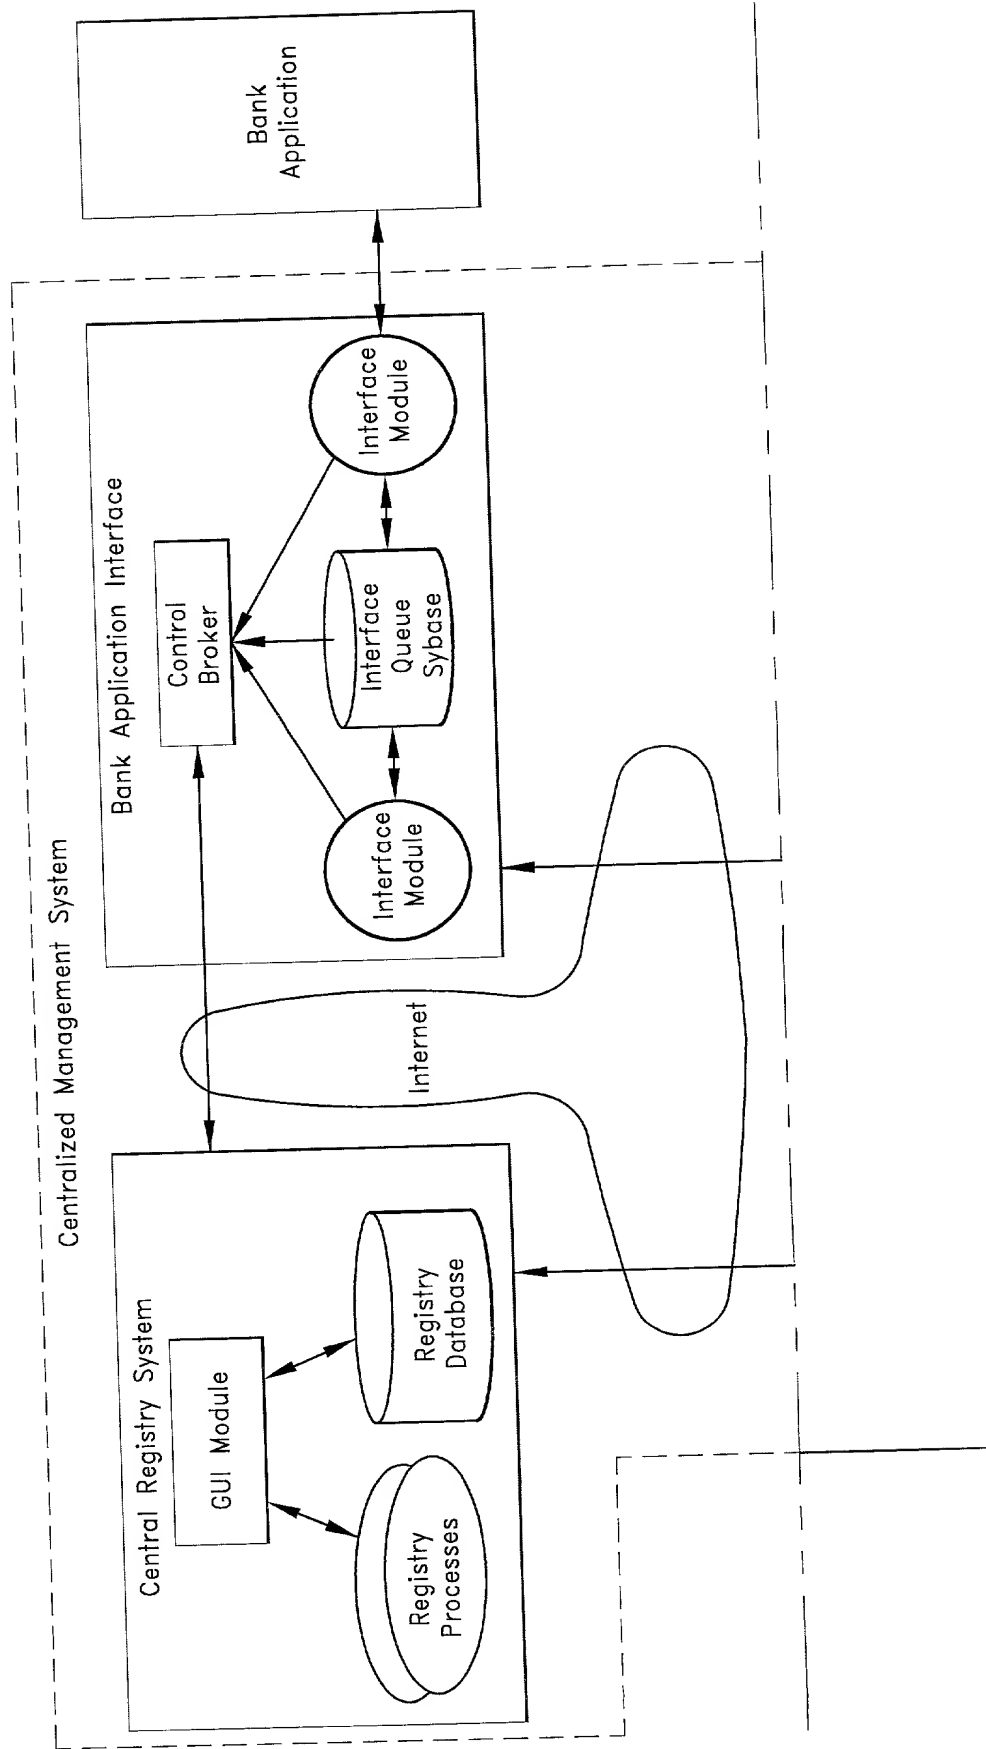 Centralized Management System
Central Registry System
GUI Module
Registry
Processes
Registry
Database
Internet
Bank Application Interface
Control
Broker
Interface
Module
Interface
Queue
Sybase
Interface
Module
Bank
Application